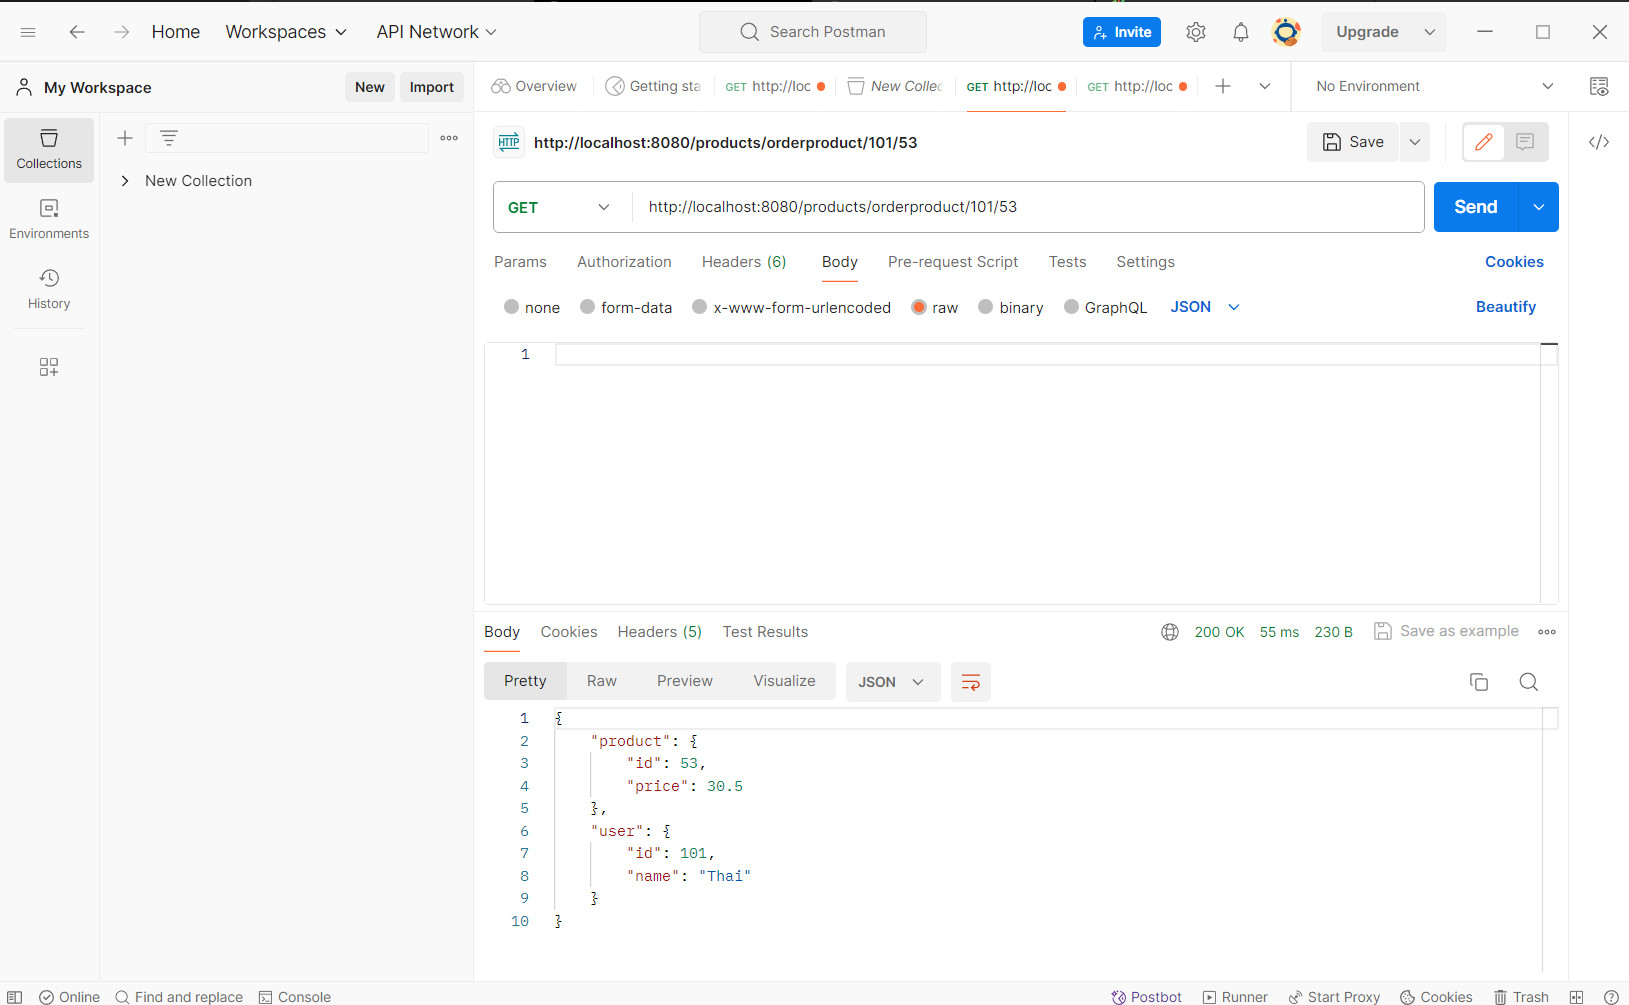 Home Workspaces API Network Search Postman Invite Upgrade
My Workspace New Import
Overview Getting sta GET http://loc New Collec GET http://loc GET http://loc No Environment
Collections
Environments
History
New Collection
HTTP http://localhost:8080/products/orderproduct/101/53 Save
GET http://localhost:8080/products/orderproduct/101/53 Send
Params Authorization Headers (6) Body Pre-request Script Tests Settings Cookies
none form-data x-www-form-urlencoded raw binary GraphQL JSON Beautify
1
Body Cookies Headers (5) Test Results 200 OK 55 ms 230 B Save as example
Pretty Raw Preview Visualize JSON
1 {
2 "product": {
3 "id": 53,
4 "price": 30.5
5 },
6 "user": {
7 "id": 101,
8 "name": "Thai"
9 }
10 }
Online Find and replace Console Postbot Runner Start Proxy Cookies Trash